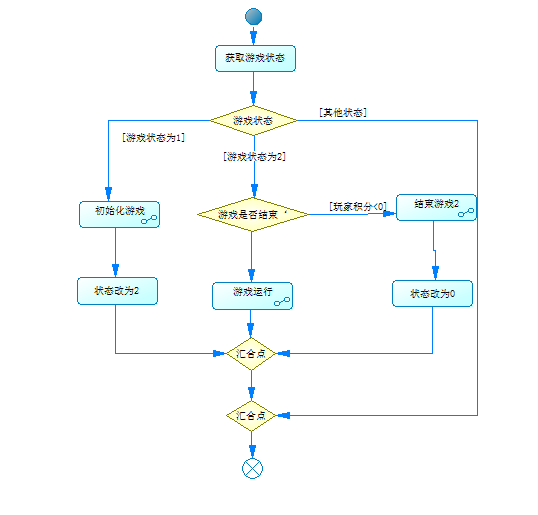 获取游戏状态
游戏状态
[其他状态]
[游戏状态为1]
[游戏状态为2]
初始化游戏
游戏是否结束
[玩家积分<0]
结束游戏2
状态改为2
游戏运行
状态改为0
汇合点
汇合点